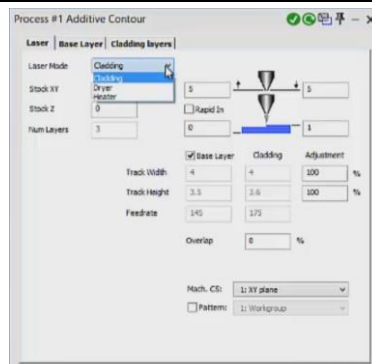 Process #1 Additive Contour
Laser Base Layer Cladding layers
Laser Mode Cladding
Cladding
Dryer
Heater
Stock XY 5 5
Stock Z 0 Rapid In
Num Layers 3 0 1
Base Layer Cladding Adjustment
Track Width 4 4 100 %
Track Height 3.5 3.6 100 %
Feedrate 145 175
Overlap 0 %
Mach. CS: 1: XY plane
Pattern: 1: Workgroup